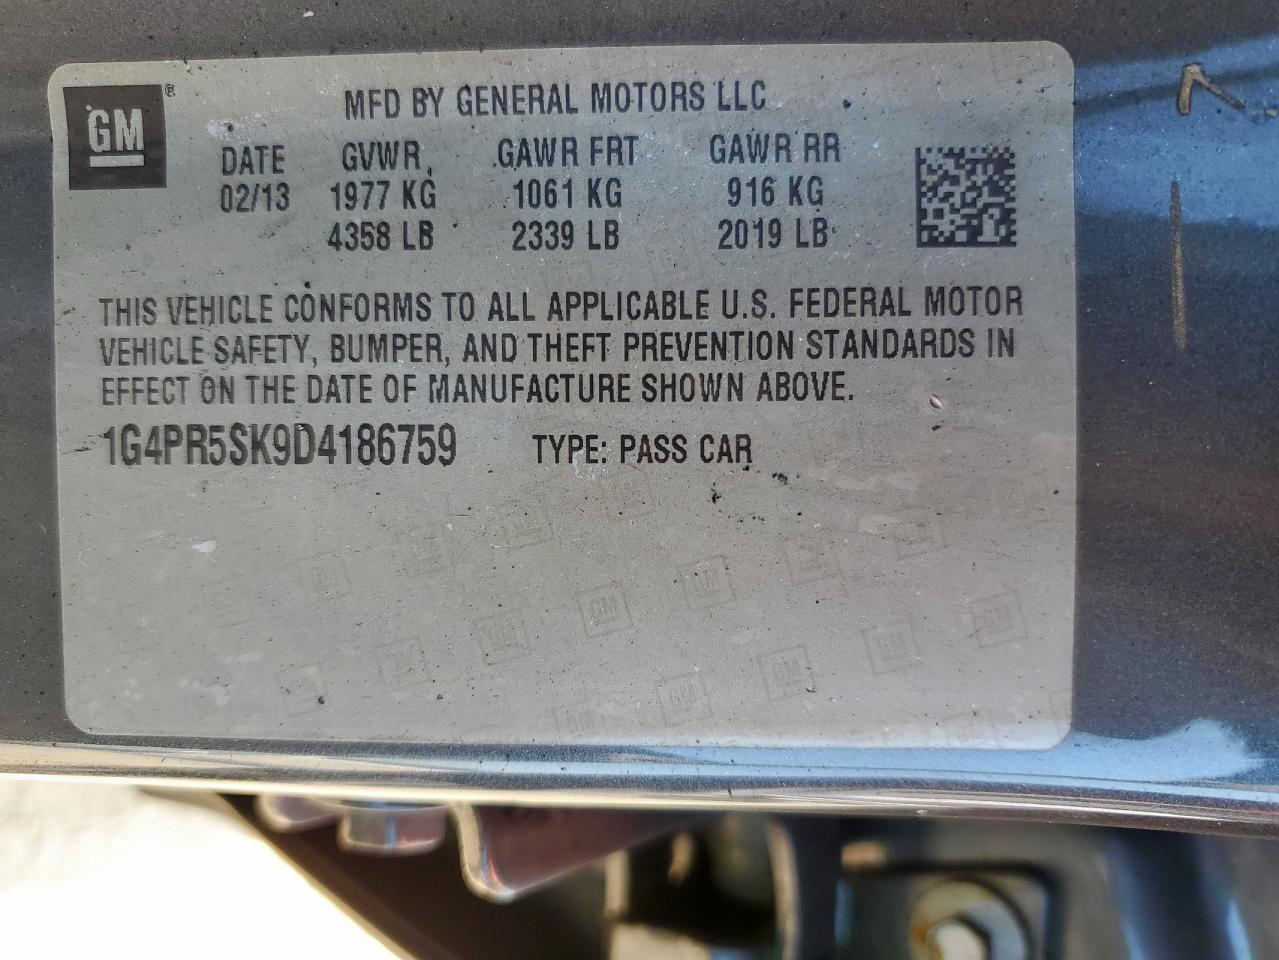 GM®
MFD BY GENERAL MOTORS LLC
DATE GVWR GAWR FRT GAWR RR
02/13 1977 KG 1061 KG 916 KG
4358 LB 2339 LB 2019 LB
THIS VEHICLE CONFORMS TO ALL APPLICABLE U.S. FEDERAL MOTOR
VEHICLE SAFETY, BUMPER, AND THEFT PREVENTION STANDARDS IN
EFFECT ON THE DATE OF MANUFACTURE SHOWN ABOVE.
1G4PR5SK9D4186759 TYPE: PASS CAR